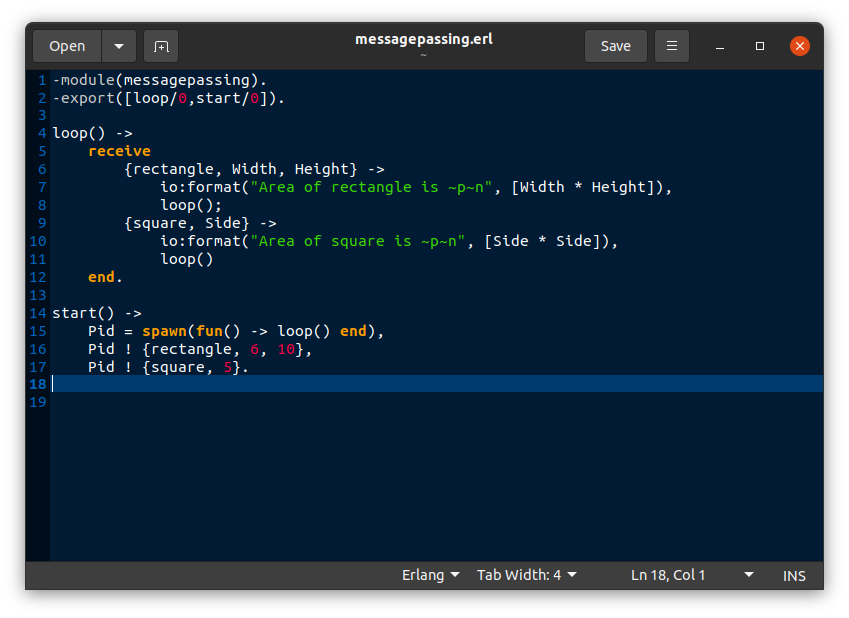 Open
messagepassing.erl
~
Save
1 -module(messagepassing).
2 -export([loop/0,start/0]).
3
4 loop() ->
5     receive
6         {rectangle, Width, Height} ->
7             io:format("Area of rectangle is ~p~n", [Width * Height]),
8             loop();
9         {square, Side} ->
10             io:format("Area of square is ~p~n", [Side * Side]),
11             loop()
12     end.
13
14 start() ->
15     Pid = spawn(fun() -> loop() end),
16     Pid ! {rectangle, 6, 10},
17     Pid ! {square, 5}.
18
19
Erlang Tab Width: 4 Ln 18, Col 1 INS